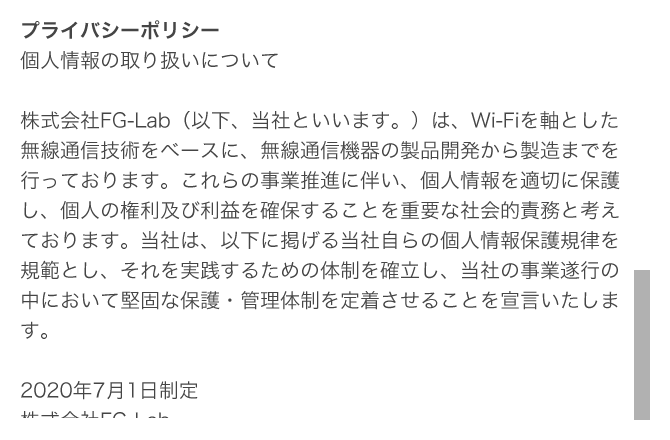 プライバシーポリシー
個人情報の取り扱いについて
株式会社FG-Lab（以下、当社といいます。）は、Wi-Fiを軸とした
無線通信技術をベースに、無線通信機器の製品開発から製造までを
行っております。これらの事業推進に伴い、個人情報を適切に保護
し、個人の権利及び利益を確保することを重要な社会的責務と考え
ております。当社は、以下に掲げる当社自らの個人情報保護規律を
規範とし、それを実践するための体制を確立し、当社の事業遂行の
中において堅固な保護・管理体制を定着させることを宣言いたしま
す。
2020年7月1日制定
株式会社FG-Lab